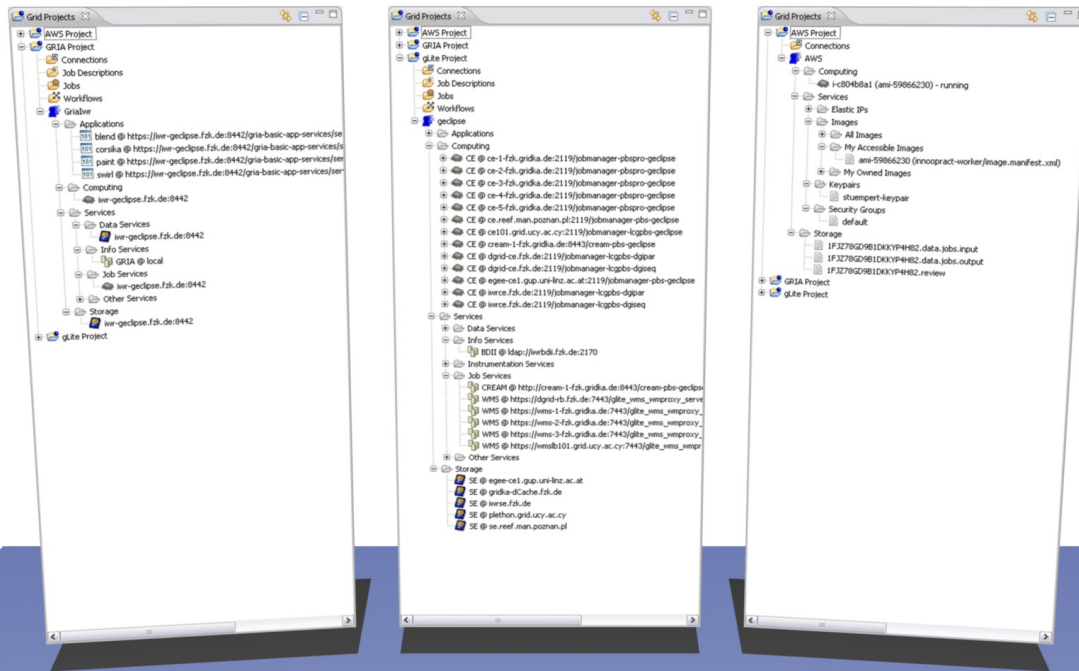 Grid Projects
AWS Project
GRIA Project
Connections
Job Descriptions
Jobs
Workflows
GriaIwr
Applications
blend @ https://iwr-geclipse.fzk.de:8442/gria-basic-app-services/se
corsika @ https://iwr-geclipse.fzk.de:8442/gria-basic-app-services/s
paint @ https://iwr-geclipse.fzk.de:8442/gria-basic-app-services/ser
swirl @ https://iwr-geclipse.fzk.de:8442/gria-basic-app-services/ser
Computing
iwr-geclipse.fzk.de:8442
Services
Data Services
iwr-geclipse.fzk.de:8442
Info Services
GRIA @ local
Job Services
iwr-geclipse.fzk.de:8442
Other Services
Storage
iwr-geclipse.fzk.de:8442
gLite Project
Grid Projects
AWS Project
GRIA Project
gLite Project
Connections
Job Descriptions
Jobs
Workflows
geclipse
Applications
Computing
CE @ ce-1-fzk.gridka.de:2119/jobmanager-pbspro-geclipse
CE @ ce-2-fzk.gridka.de:2119/jobmanager-pbspro-geclipse
CE @ ce-3-fzk.gridka.de:2119/jobmanager-pbspro-geclipse
CE @ ce-4-fzk.gridka.de:2119/jobmanager-pbspro-geclipse
CE @ ce-5-fzk.gridka.de:2119/jobmanager-pbspro-geclipse
CE @ ce.reef.man.poznan.pl:2119/jobmanager-pbs-geclipse
CE @ ce101.grid.ucy.ac.cy:2119/jobmanager-lcgpbs-geclipse
CE @ cream-1-fzk.gridka.de:8443/cream-pbs-geclipse
CE @ dgrid-ce.fzk.de:2119/jobmanager-lcgpbs-dgipar
CE @ dgrid-ce.fzk.de:2119/jobmanager-lcgpbs-dgiseq
CE @ egee-ce1.gup.uni-linz.ac.at:2119/jobmanager-pbs-geclipse
CE @ iwrce.fzk.de:2119/jobmanager-lcgpbs-dgipar
CE @ iwrce.fzk.de:2119/jobmanager-lcgpbs-dgiseq
Services
Data Services
Info Services
BDII @ ldap://iwrbdii.fzk.de:2170
Instrumentation Services
Job Services
CREAM @ http://cream-1-fzk.gridka.de:8443/cream-pbs-geclips
WMS @ https://dgrid-rb.fzk.de:7443/glite_wms_wmproxy_serve
WMS @ https://wms-1-fzk.gridka.de:7443/glite_wms_wmproxy_
WMS @ https://wms-2-fzk.gridka.de:7443/glite_wms_wmproxy_
WMS @ https://wms-3-fzk.gridka.de:7443/glite_wms_wmproxy_
WMS @ https://wmslb101.grid.ucy.ac.cy:7443/glite_wms_wmpr
Other Services
Storage
SE @ egee-ce1.gup.uni-linz.ac.at
SE @ gridka-dCache.fzk.de
SE @ iwrse.fzk.de
SE @ plethon.grid.ucy.ac.cy
SE @ se.reef.man.poznan.pl
Grid Projects
AWS Project
Connections
AWS
Computing
i-c804b8a1 (ami-59866230) - running
Services
Elastic IPs
Images
All Images
My Accessible Images
ami-59866230 (innoopract-worker/image.manifest.xml)
My Owned Images
Keypairs
stuempert-keypair
Security Groups
default
Storage
1FJZ78GD9B1DKKYP4H82.data.jobs.input
1FJZ78GD9B1DKKYP4H82.data.jobs.output
1FJZ78GD9B1DKKYP4H82.review
GRIA Project
gLite Project